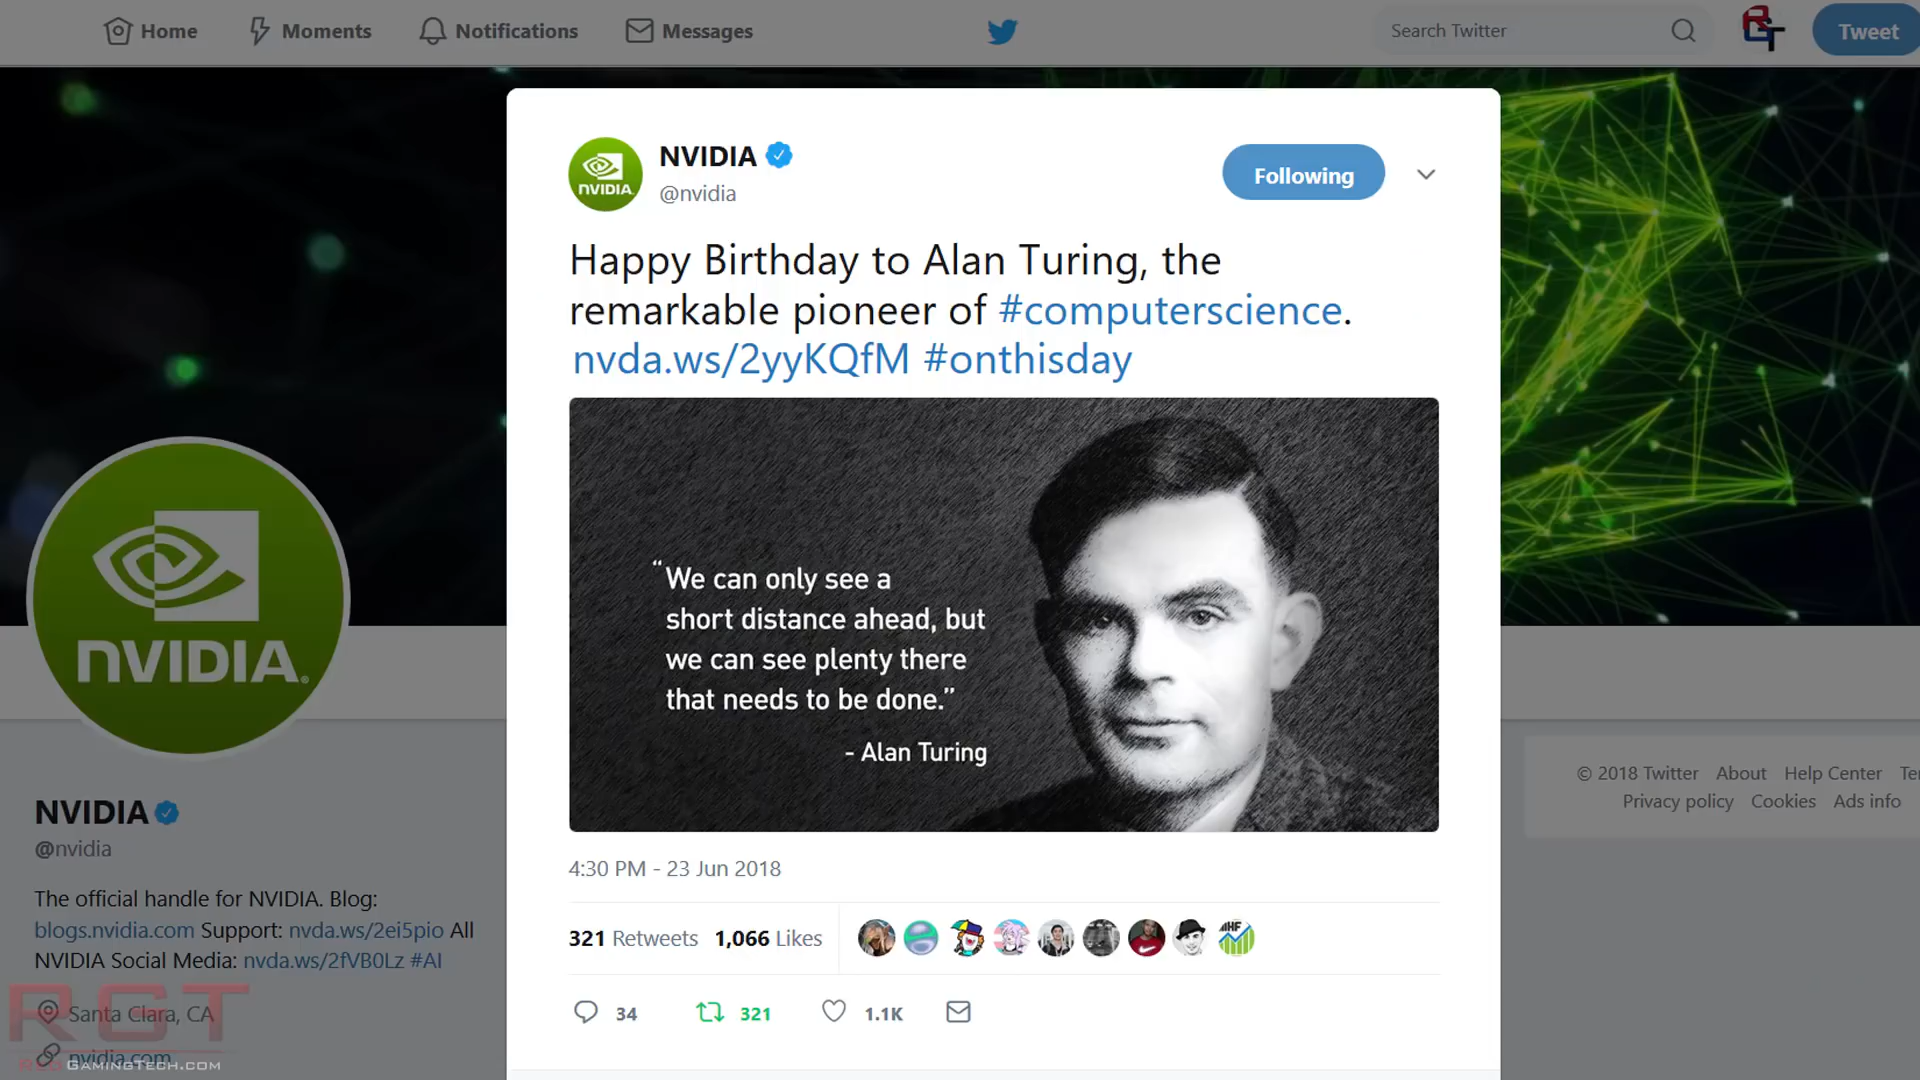 Home
Moments
Notifications
Messages
Search Twitter
Tweet
NVIDIA
@nvidia
Following
Happy Birthday to Alan Turing, the
remarkable pioneer of #computerscience.
nvda.ws/2yyKQfM #onthisday
“We can only see a
short distance ahead, but
we can see plenty there
that needs to be done.”
- Alan Turing
4:30 PM - 23 Jun 2018
321 Retweets 1,066 Likes
34
321
1.1K
NVIDIA.
NVIDIA
@nvidia
The official handle for NVIDIA. Blog:
blogs.nvidia.com Support: nvda.ws/2ei5pio All
NVIDIA Social Media: nvda.ws/2fVB0Lz #AI
Santa Clara, CA
nvidia.com
RGT
RedGamingTech.com
© 2018 Twitter About Help Center
Privacy policy Cookies Ads info